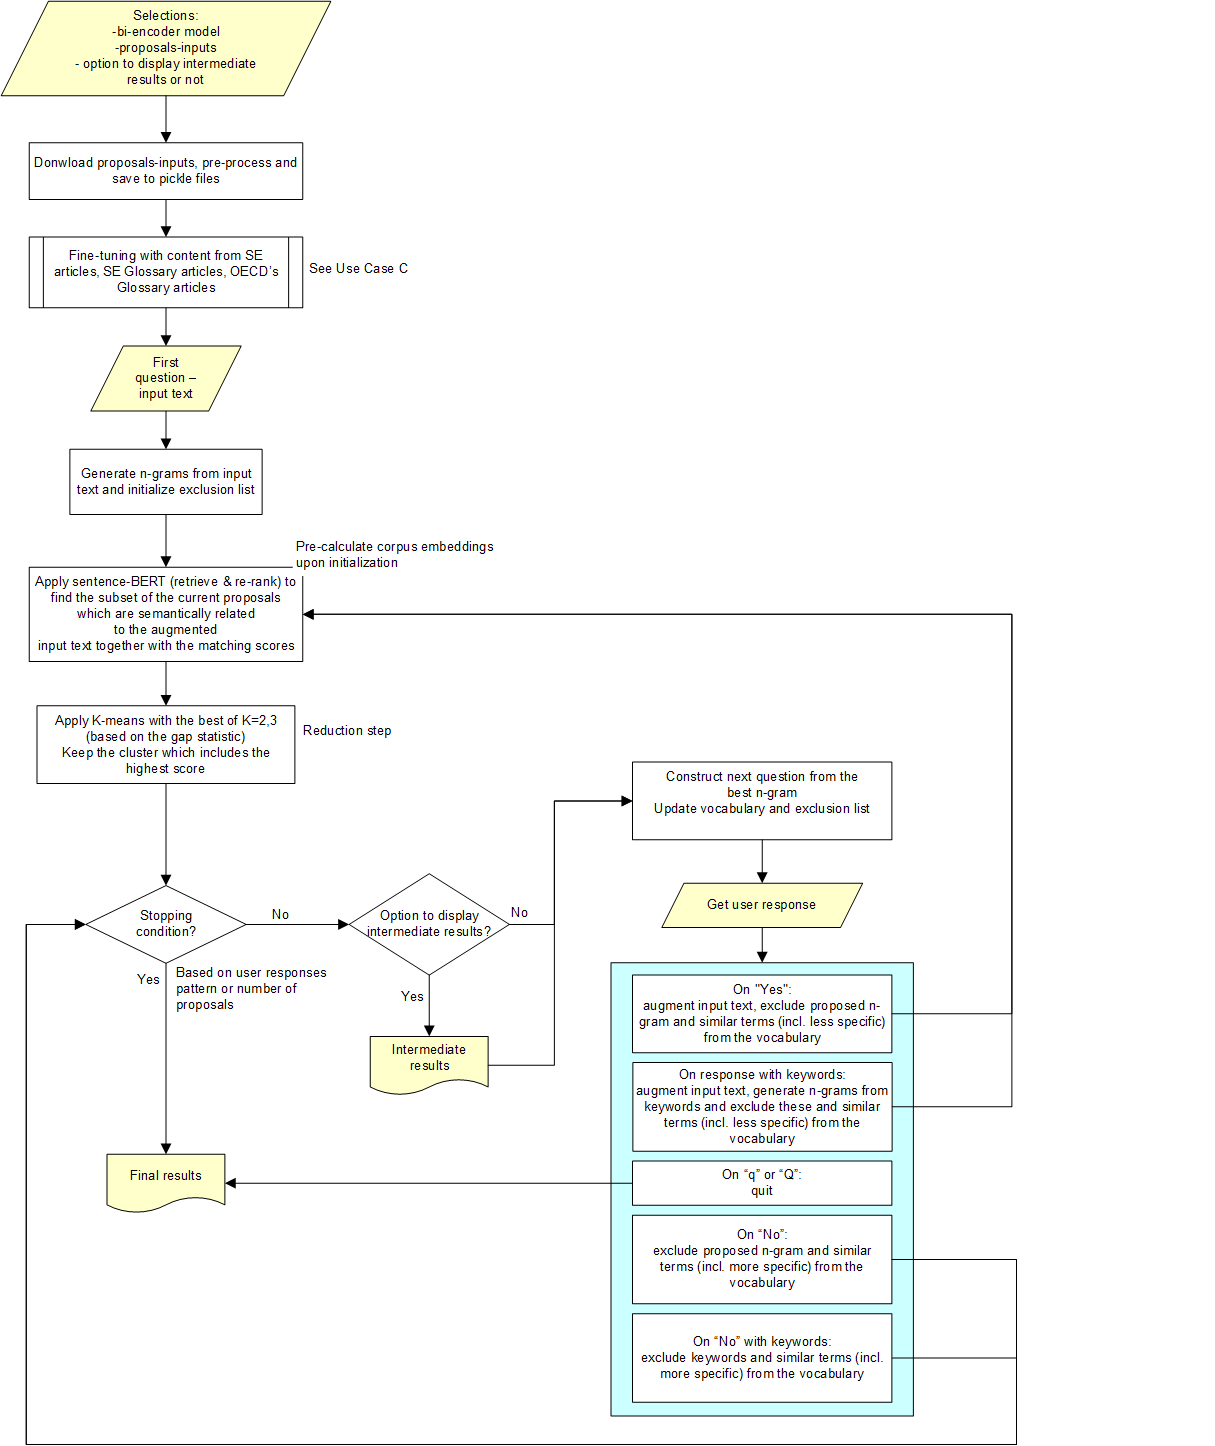 Selections:
-bi-encoder model
-proposals-inputs
- option to display intermediate
results or not
Donwload proposals-inputs, pre-process and
save to pickle files
Fine-tuning with content from SE
articles, SE Glossary articles, OECD’s
Glossary articles
See Use Case C
First
question –
input text
Generate n-grams from input
text and initialize exclusion list
Pre-calculate corpus embeddings
upon initialization
Apply sentence-BERT (retrieve & re-rank) to
find the subset of the current proposals
which are semantically related
to the augmented
input text together with the matching scores
Apply K-means with the best of K=2,3
(based on the gap statistic)
Keep the cluster which includes the
highest score
Reduction step
Construct next question from the
best n-gram
Update vocabulary and exclusion list
Get user response
Stopping
condition?
No
Option to display
intermediate results?
No
Yes
Based on user responses
pattern or number of
proposals
Yes
Intermediate
results
Final results
On "Yes":
augment input text, exclude proposed n-
gram and similar terms (incl. less specific)
from the vocabulary
On response with keywords:
augment input text, generate n-grams from
keywords and exclude these and similar
terms (incl. less specific) from the
vocabulary
On “q” or “Q”:
quit
On “No”:
exclude proposed n-gram and similar
terms (incl. more specific) from the
vocabulary
On “No” with keywords:
exclude keywords and similar terms (incl.
more specific) from the vocabulary